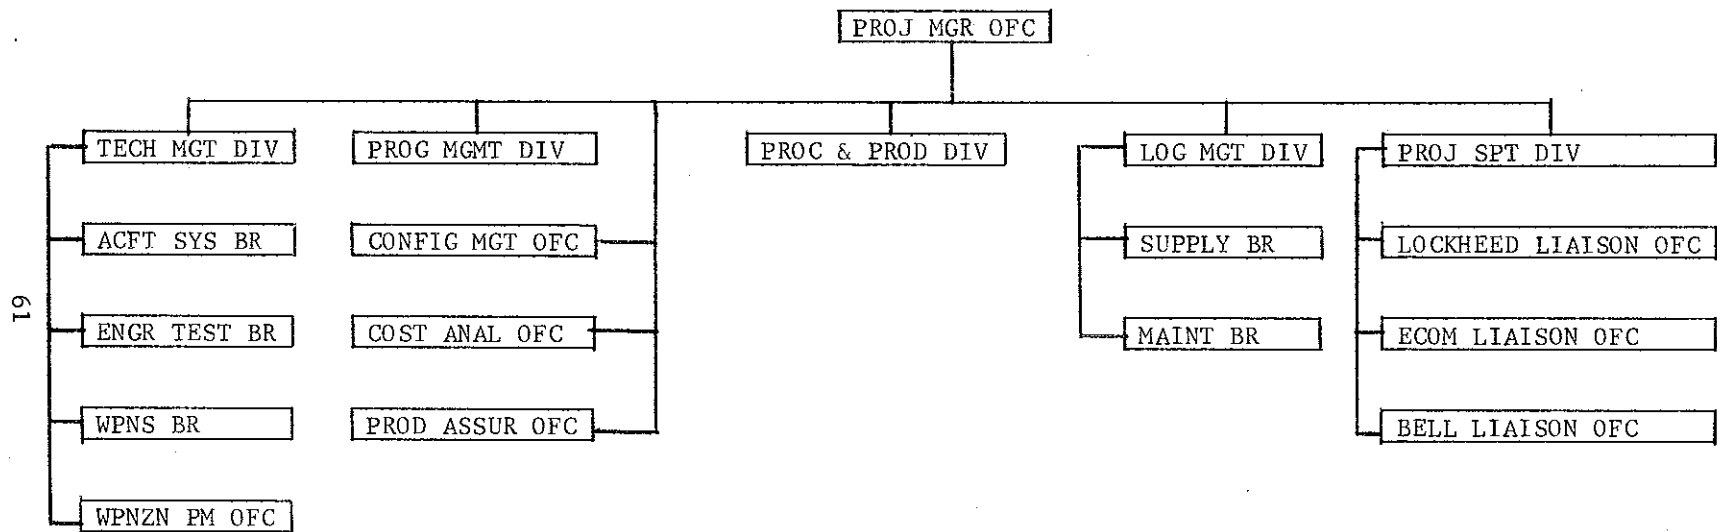 PROJ MGR OFC
TECH MGT DIV
PROG MGMT DIV
PROC & PROD DIV
LOG MGT DIV
PROJ SPT DIV
ACFT SYS BR
CONFIG MGT OFC
SUPPLY BR
LOCKHEED LIAISON OFC
ENGR TEST BR
COST ANAL OFC
MAINT BR
ECOM LIAISON OFC
WPNS BR
PROD ASSUR OFC
BELL LIAISON OFC
WPNZN PM OFC
61